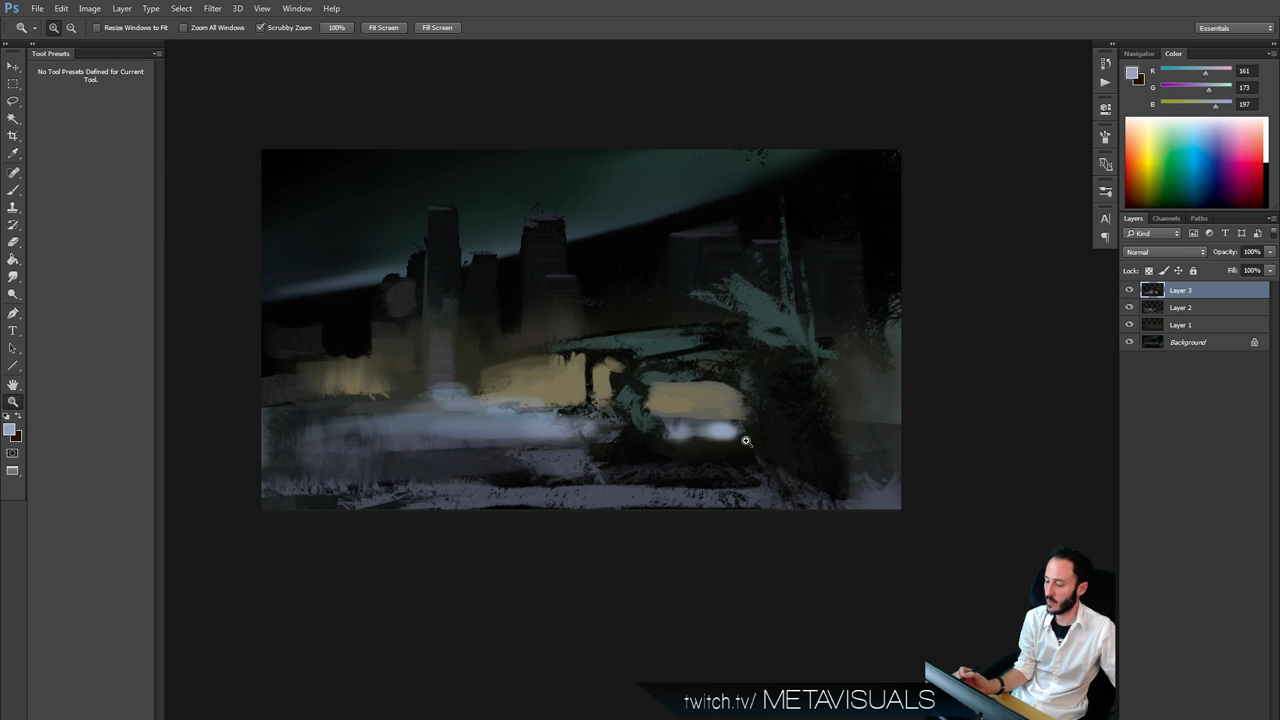 Ps File Edit Image Layer Type Select Filter 3D View Window Help
Resize Windows to Fit Zoom All Windows Scrubby Zoom 100% Fit Screen Fill Screen Essentials
Tool Presets
No Tool Presets Defined for Current
Tool.
Navigator Color
R 161
G 173
B 197
Layers Channels Paths
Kind
Normal Opacity: 100%
Lock: Fill: 100%
Layer 3
Layer 2
Layer 1
Background
twitch.tv/ METAVISUALS